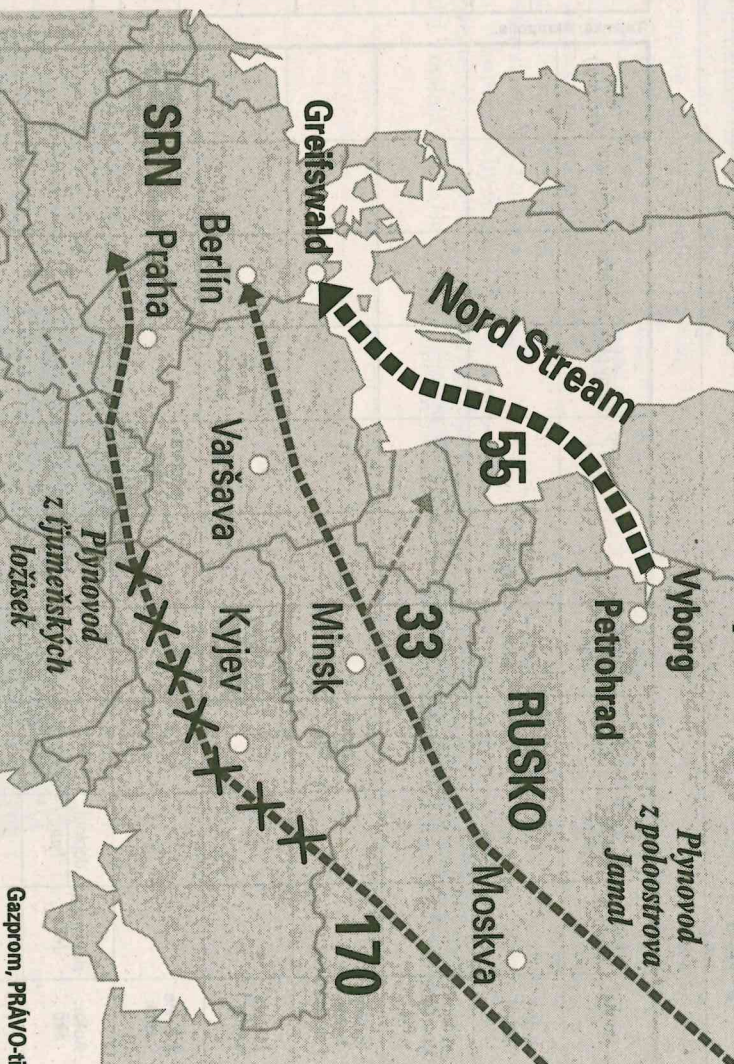 Nord Stream
55
Vyborg
Petrohrad
Greifswald
RUSKO
Plynovod
z poloostrova
Jamal
Moskva
33
Minsk
SRN
Berlín
Praha
Varšava
Kyjev
170
Plynovod
z ťjumeňských
ložisek
Gazprom, PRÁVO-ti